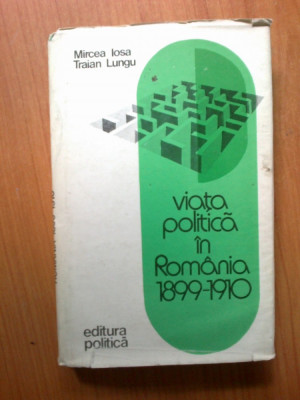 Mircea Iosa
Traian Lungu
viața
politică
în
România
1899-1910
editura
politică